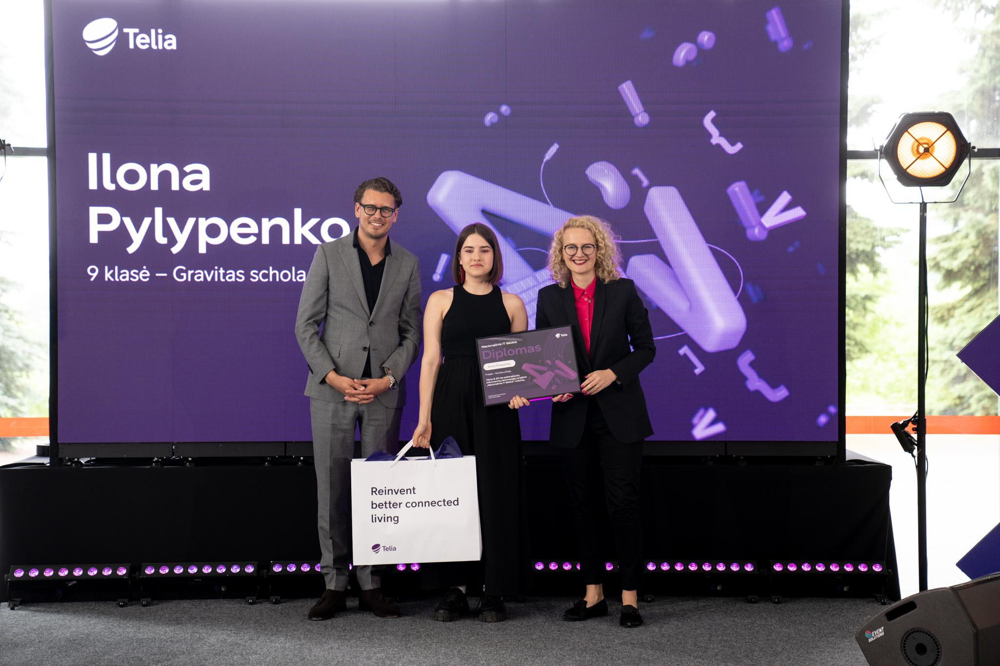 Telia
Ilona
Pylypenko
9 klasė – Gravitas schola
Telia
Nacionalinis IT iššūkis
Diplomas
Ilona Pylypenko
9 klasė – Gravitas schola
Viena iš 20-ies pažangiausių
informacinių technologijų projekto
„Nacionalinis IT iššūkis“ mokinių.
Reinvent
better connected
living
Telia
EVENT
SOLUTIONS